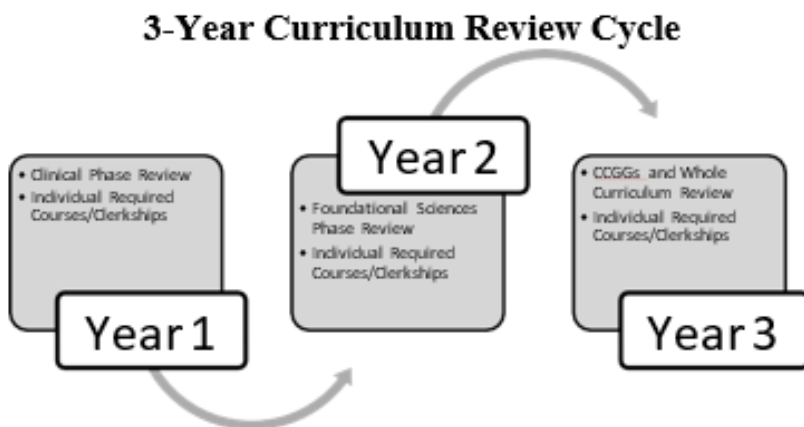 3-Year Curriculum Review Cycle
• Clinical Phase Review
• Individual Required
Courses/Clerkships
Year 1
Year 2
• Foundational Sciences
Phase Review
• Individual Required
Courses/Clerkships
• CCGGs and Whole
Curriculum Review
• Individual Required
Courses/Clerkships
Year 3